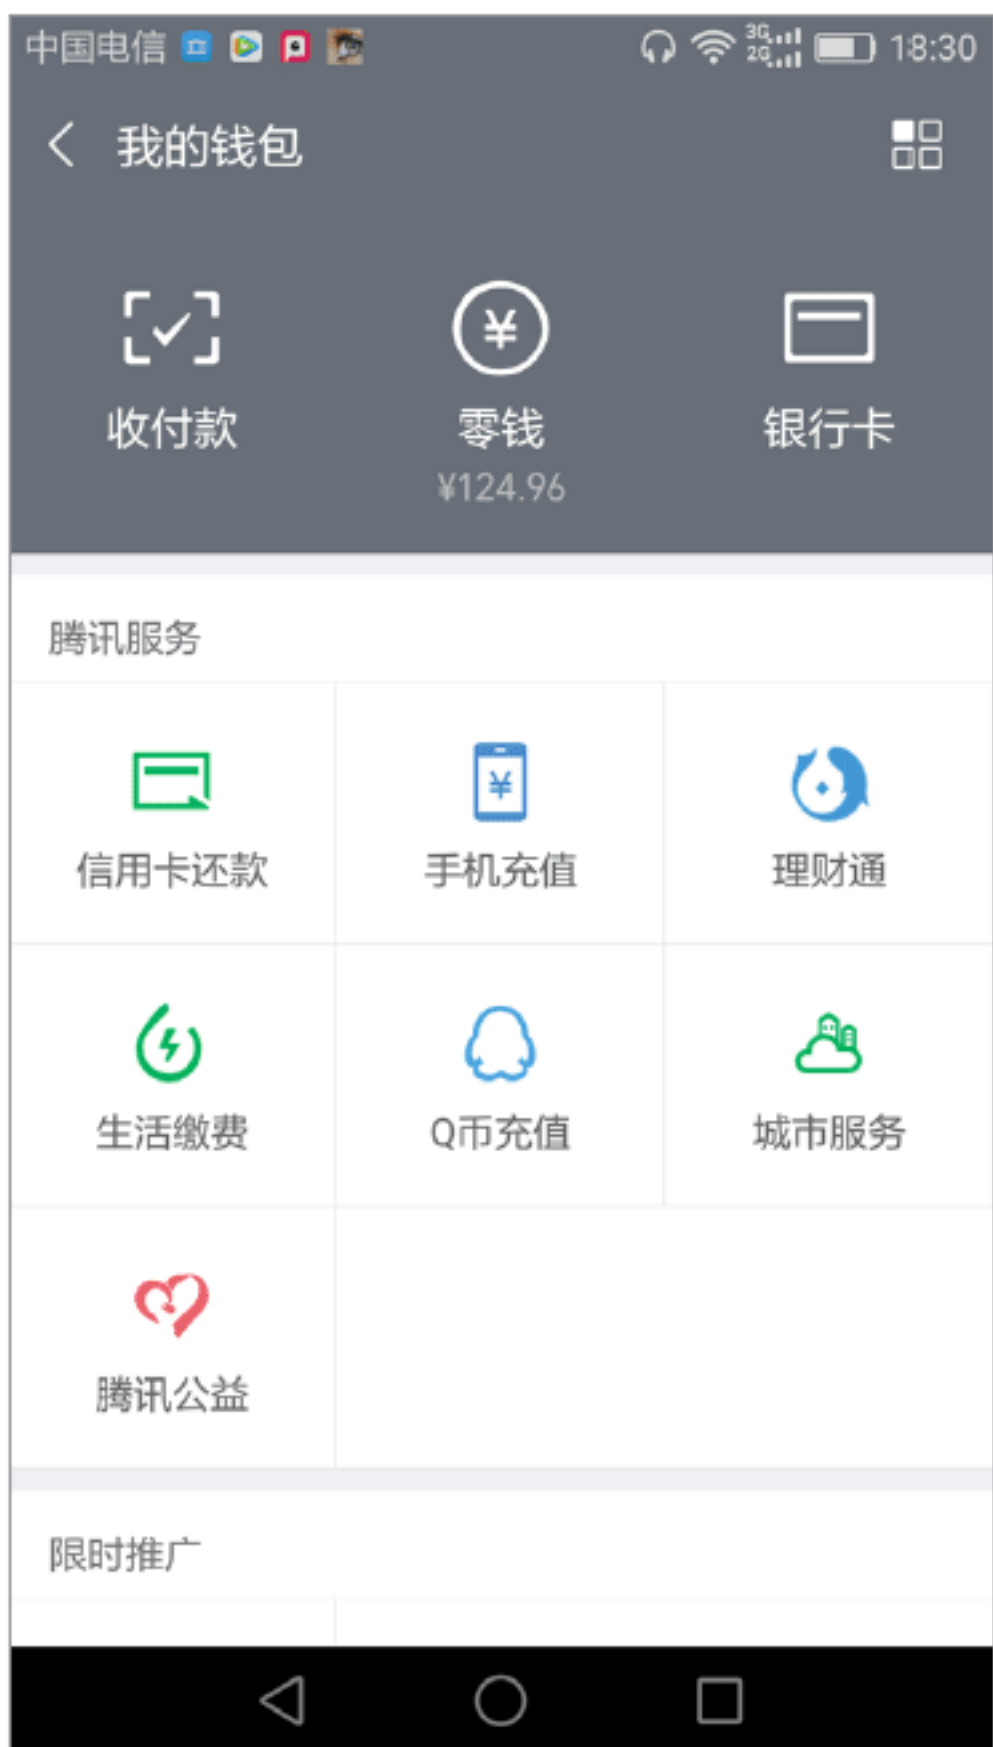 中国电信 3G 2G 18:30
我的钱包
收付款 零钱 银行卡
¥124.96
腾讯服务
信用卡还款 手机充值 理财通
生活缴费 Q币充值 城市服务
腾讯公益
限时推广